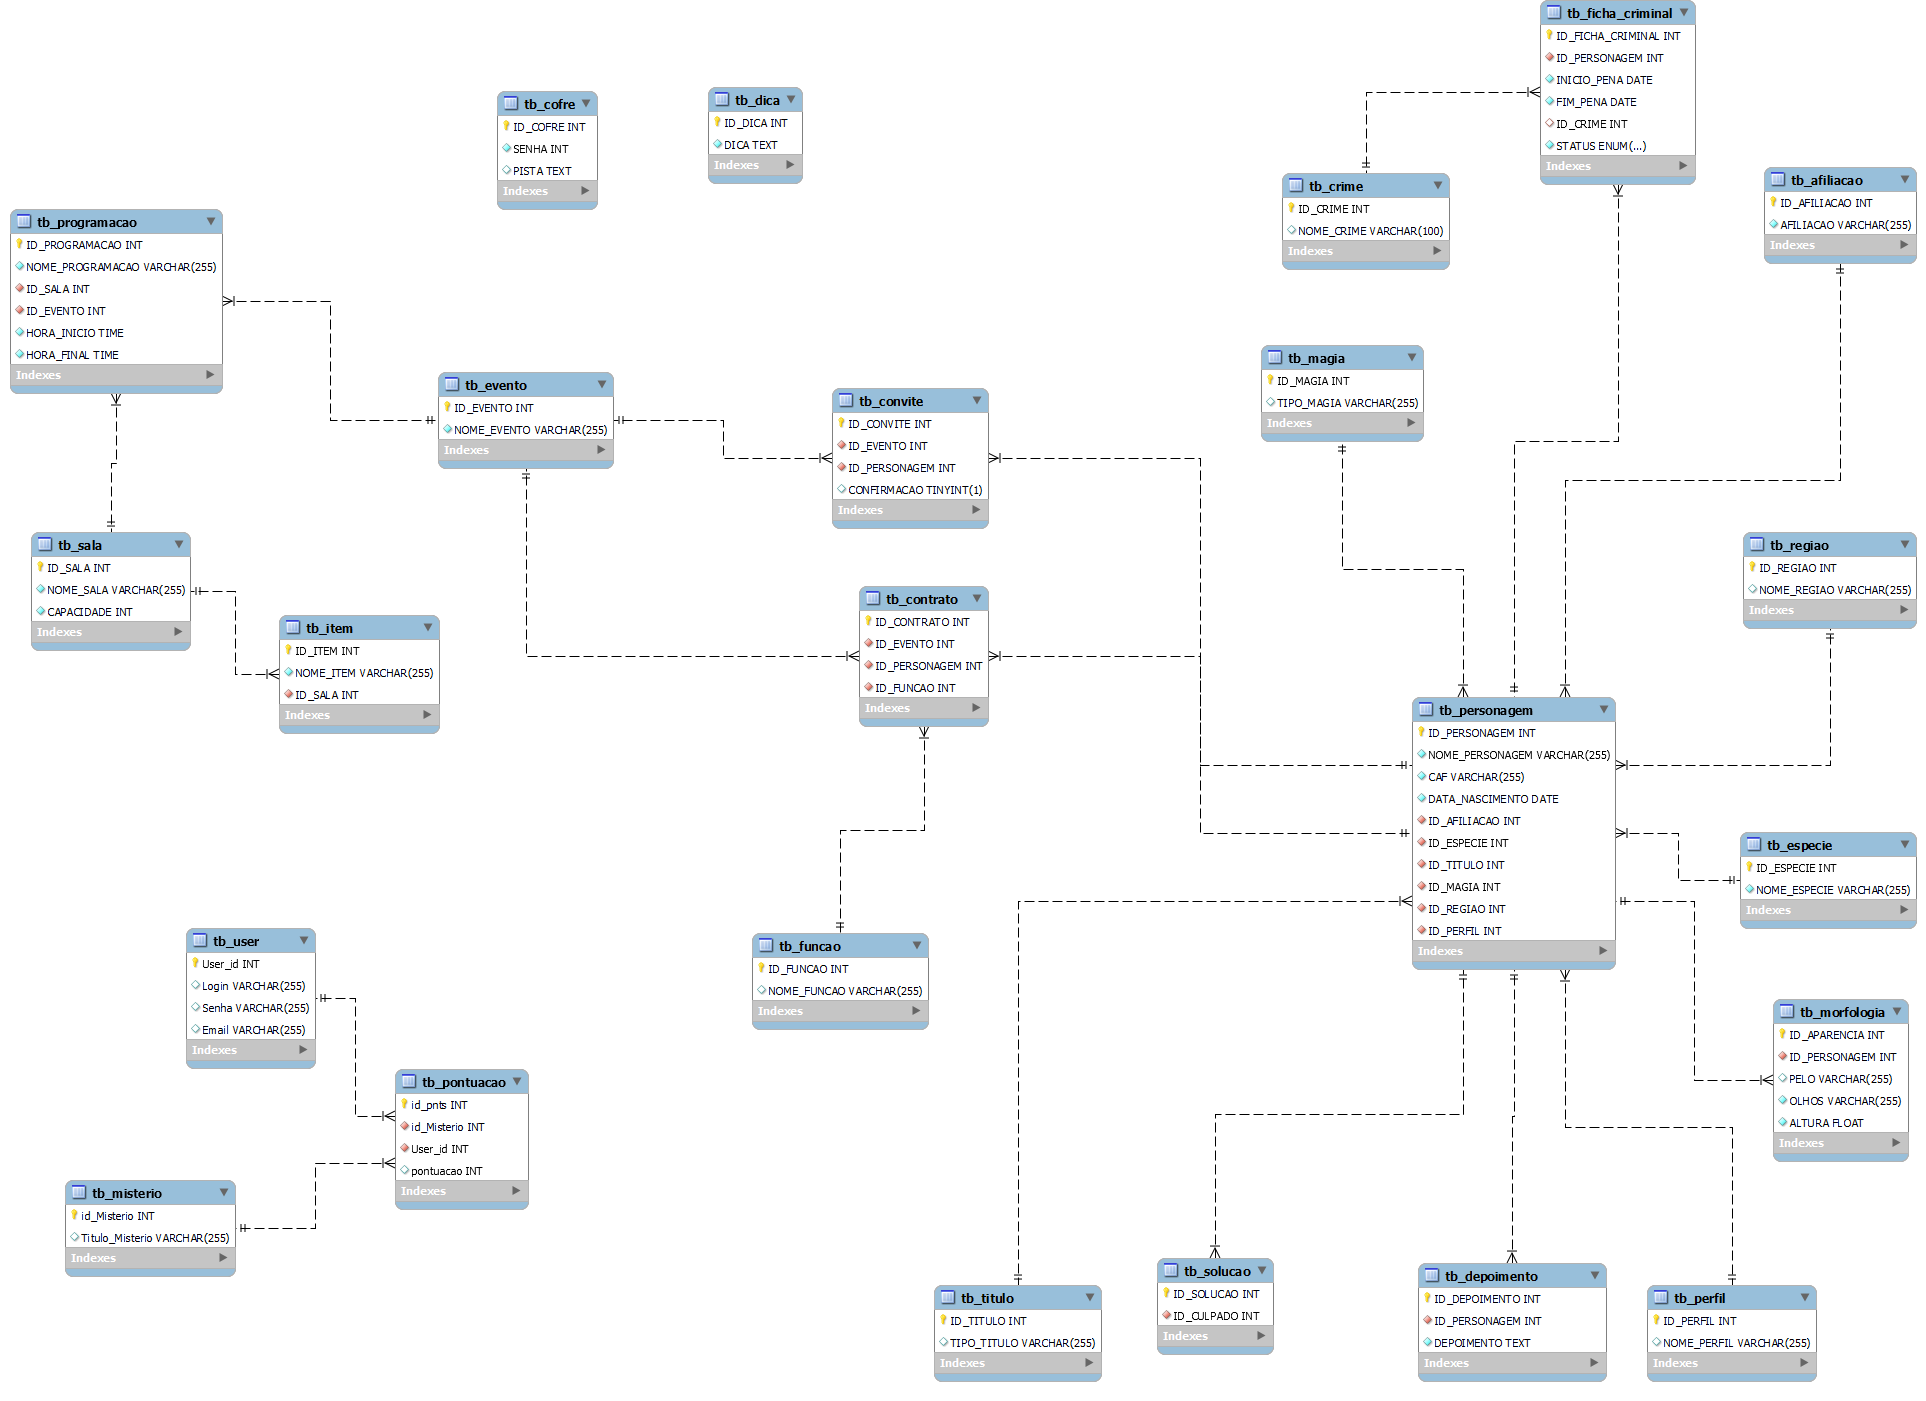 tb_ficha_criminal
ID_FICHA_CRIMINAL INT
ID_PERSONAGEM INT
INICIO_PENA DATE
FIM_PENA DATE
ID_CRIME INT
STATUS ENUM(...)
Indexes
tb_cofre
ID_COFRE INT
SENHA INT
PISTA TEXT
Indexes
tb_dica
ID_DICA INT
DICA TEXT
Indexes
tb_crime
ID_CRIME INT
NOME_CRIME VARCHAR(100)
Indexes
tb_afiliacao
ID_AFILIACAO INT
AFILIACAO VARCHAR(255)
Indexes
tb_programacao
ID_PROGRAMACAO INT
NOME_PROGRAMACAO VARCHAR(255)
ID_SALA INT
ID_EVENTO INT
HORA_INICIO TIME
HORA_FINAL TIME
Indexes
tb_evento
ID_EVENTO INT
NOME_EVENTO VARCHAR(255)
Indexes
tb_convite
ID_CONVITE INT
ID_EVENTO INT
ID_PERSONAGEM INT
CONFIRMACAO TINYINT(1)
Indexes
tb_magia
ID_MAGIA INT
TIPO_MAGIA VARCHAR(255)
Indexes
tb_sala
ID_SALA INT
NOME_SALA VARCHAR(255)
CAPACIDADE INT
Indexes
tb_item
ID_ITEM INT
NOME_ITEM VARCHAR(255)
ID_SALA INT
Indexes
tb_contrato
ID_CONTRATO INT
ID_EVENTO INT
ID_PERSONAGEM INT
ID_FUNCAO INT
Indexes
tb_regiao
ID_REGIAO INT
NOME_REGIAO VARCHAR(255)
Indexes
tb_personagem
ID_PERSONAGEM INT
NOME_PERSONAGEM VARCHAR(255)
CAF VARCHAR(255)
DATA_NASCIMENTO DATE
ID_AFILIACAO INT
ID_ESPECIE INT
ID_TITULO INT
ID_MAGIA INT
ID_REGIAO INT
ID_PERFIL INT
Indexes
tb_especie
ID_ESPECIE INT
NOME_ESPECIE VARCHAR(255)
Indexes
tb_user
User_id INT
Login VARCHAR(255)
Senha VARCHAR(255)
Email VARCHAR(255)
Indexes
tb_funcao
ID_FUNCAO INT
NOME_FUNCAO VARCHAR(255)
Indexes
tb_morfologia
ID_APARENCIA INT
ID_PERSONAGEM INT
PELO VARCHAR(255)
OLHOS VARCHAR(255)
ALTURA FLOAT
Indexes
tb_pontuacao
id_pnts INT
id_Misterio INT
User_id INT
pontuacao INT
Indexes
tb_misterio
id_Misterio INT
Titulo_Misterio VARCHAR(255)
Indexes
tb_titulo
ID_TITULO INT
TIPO_TITULO VARCHAR(255)
Indexes
tb_solucao
ID_SOLUCAO INT
ID_CULPADO INT
Indexes
tb_depoimento
ID_DEPOIMENTO INT
ID_PERSONAGEM INT
DEPOIMENTO TEXT
Indexes
tb_perfil
ID_PERFIL INT
NOME_PERFIL VARCHAR(255)
Indexes